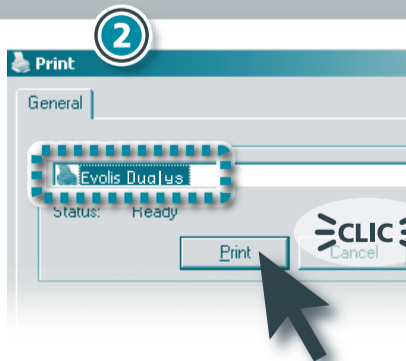 2
Print
General
Evolis Dualys
Status: Ready
Print
CLIC
Cancel